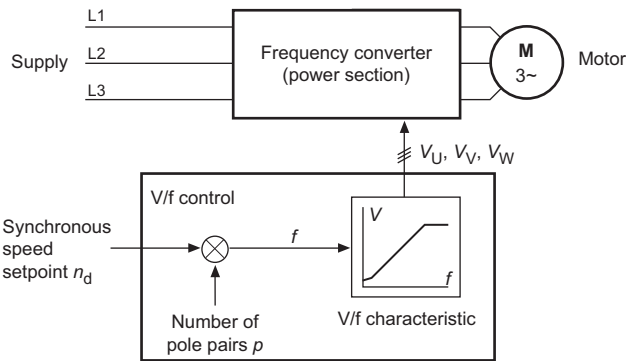 L1
Supply
L2
L3
Frequency converter
(power section)
M
3~
Motor
V_U, V_V, V_W
V/f control
Synchronous
speed
setpoint n_d
f
V
f
Number of
pole pairs p
V/f characteristic